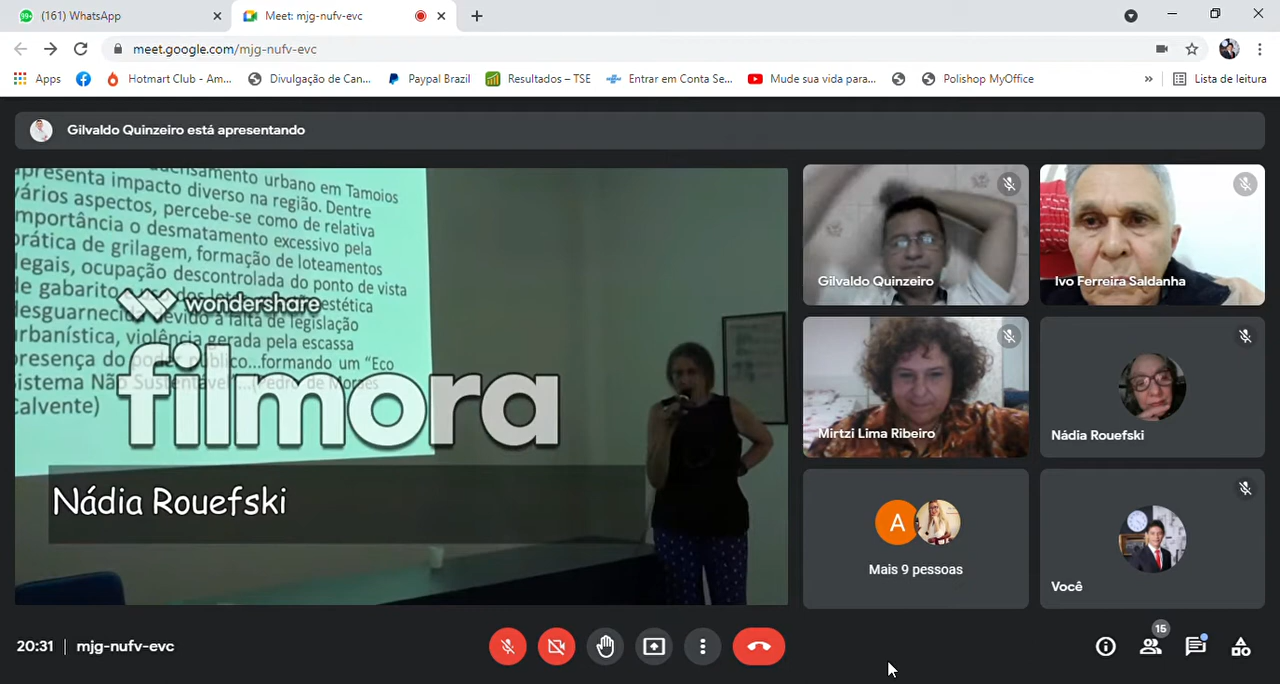 (161) WhatsApp
Meet: mjg-nufv-evc
meet.google.com/mjg-nufv-evc
Apps
Hotmart Club - Am...
Divulgação de Can...
Paypal Brazil
Resultados – TSE
Entrar em Conta Se...
Mude sua vida para...
Polishop MyOffice
»
Lista de leitura
Gilvaldo Quinzeiro está apresentando
urbano em Tamoios
apresenta impacto diverso na região. Dentre
vários aspectos, percebe-se como de relativa
importância o desmatamento excessivo pela
prática de grilagem, formação de loteamentos
legais, ocupação descontrolada do ponto de vista
de gabarito estética
devido à falta de legislação
urbanística, violência gerada pela escassa
presença do poder público...formando um “Eco
Sistema Não Sustentável”...(Pedro de Moraes
Calvente)
wondershare
filmora
Nádia Rouefski
Gilvaldo Quinzeiro
Ivo Ferreira Saldanha
Mirtzi Lima Ribeiro
Nádia Rouefski
A
Mais 9 pessoas
Você
20:31 | mjg-nufv-evc
15